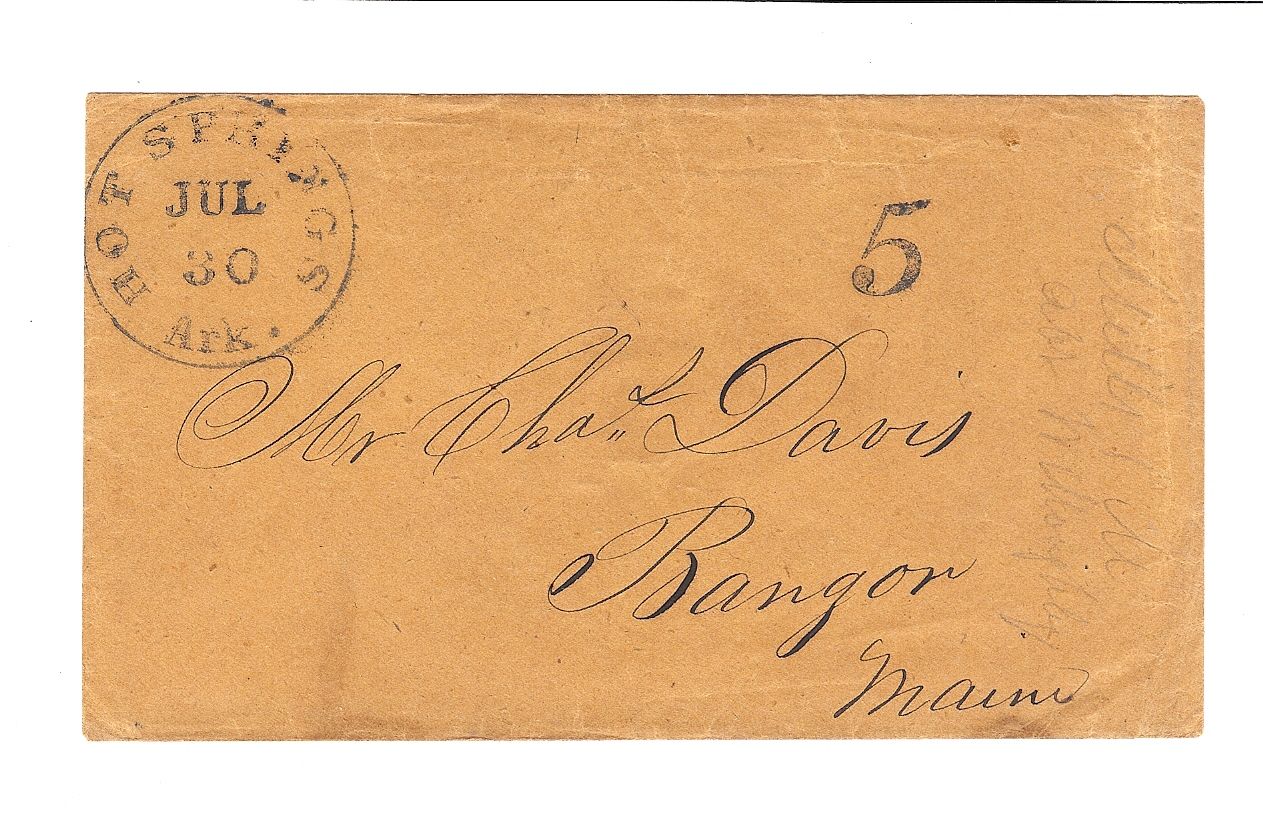 HOT SPRINGS
JUL
30
Ark.
5
Mr Chas. L Davis
Bangor
Maine